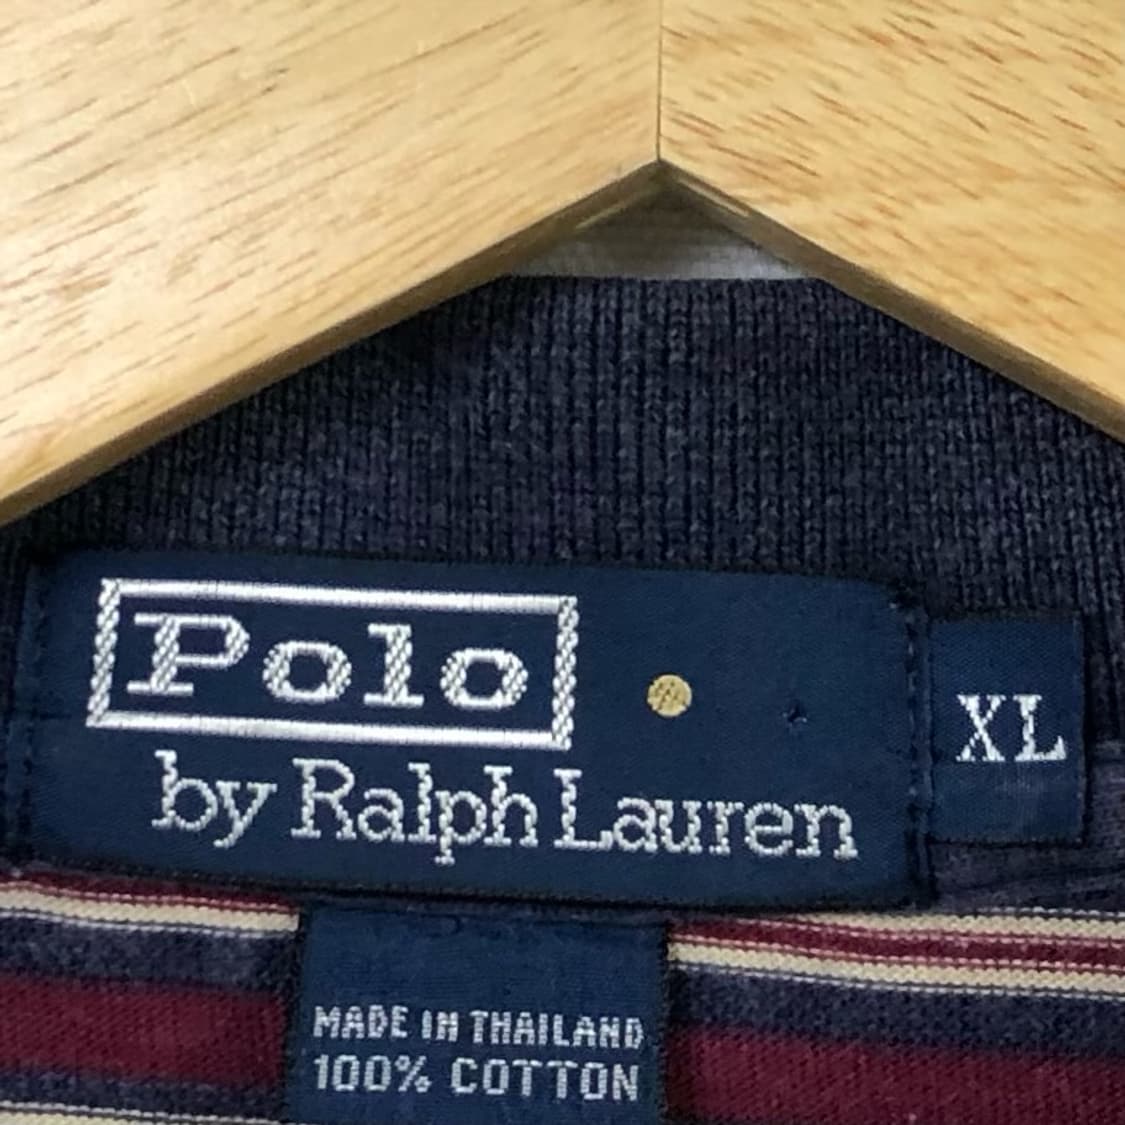 Polo
by Ralph Lauren
XL
MADE IN THAILAND
100% COTTON